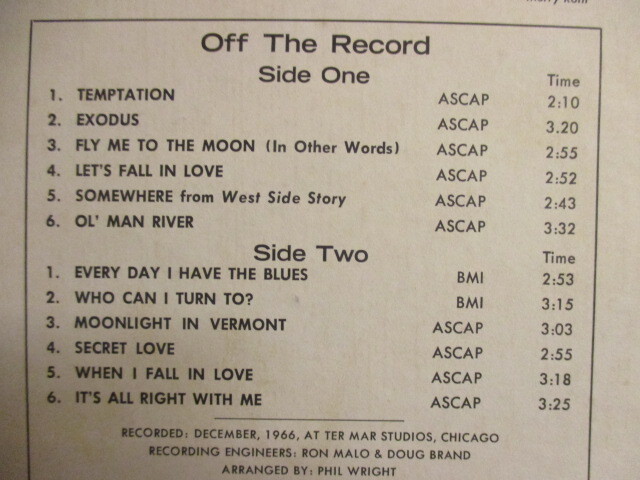 Off The Record
Side One
Time
1. TEMPTATION ASCAP 2:10
2. EXODUS ASCAP 3.20
3. FLY ME TO THE MOON (In Other Words) ASCAP 2:55
4. LET'S FALL IN LOVE ASCAP 2:52
5. SOMEWHERE from West Side Story ASCAP 2:43
6. OL' MAN RIVER ASCAP 3:32
Side Two
Time
1. EVERY DAY I HAVE THE BLUES BMI 2:53
2. WHO CAN I TURN TO? BMI 3:15
3. MOONLIGHT IN VERMONT ASCAP 3:03
4. SECRET LOVE ASCAP 2:55
5. WHEN I FALL IN LOVE ASCAP 3:18
6. IT'S ALL RIGHT WITH ME ASCAP 3:25
RECORDED: DECEMBER, 1966, AT TER MAR STUDIOS, CHICAGO
RECORDING ENGINEERS: RON MALO & DOUG BRAND
ARRANGED BY: PHIL WRIGHT